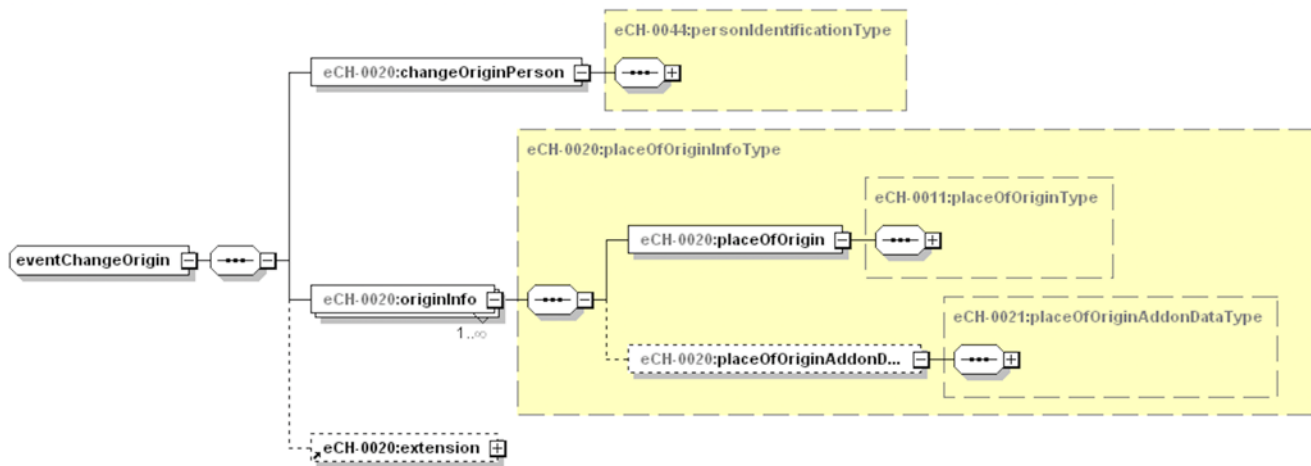 eCH-0044:personIdentificationType
eCH-0020:changeOriginPerson
eCH-0020:placeOfOriginInfoType
eCH-0011:placeOfOriginType
eCH-0020:placeOfOrigin
eventChangeOrigin
eCH-0020:originInfo
1..∞
eCH-0021:placeOfOriginAddonDataType
eCH-0020:placeOfOriginAddonD...
eCH-0020:extension